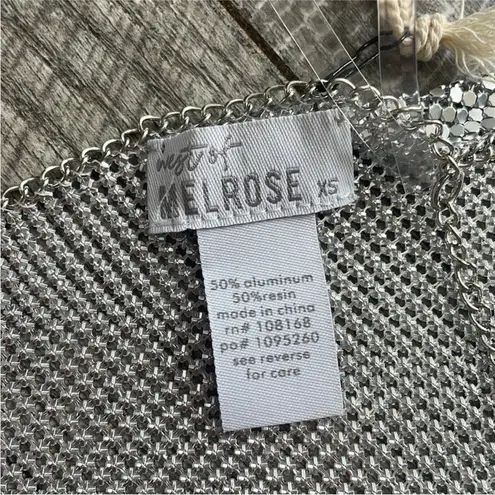 West of
MELROSE XS
50% aluminum
50%resin
made in china
rn# 108168
po# 1095260
see reverse
for care